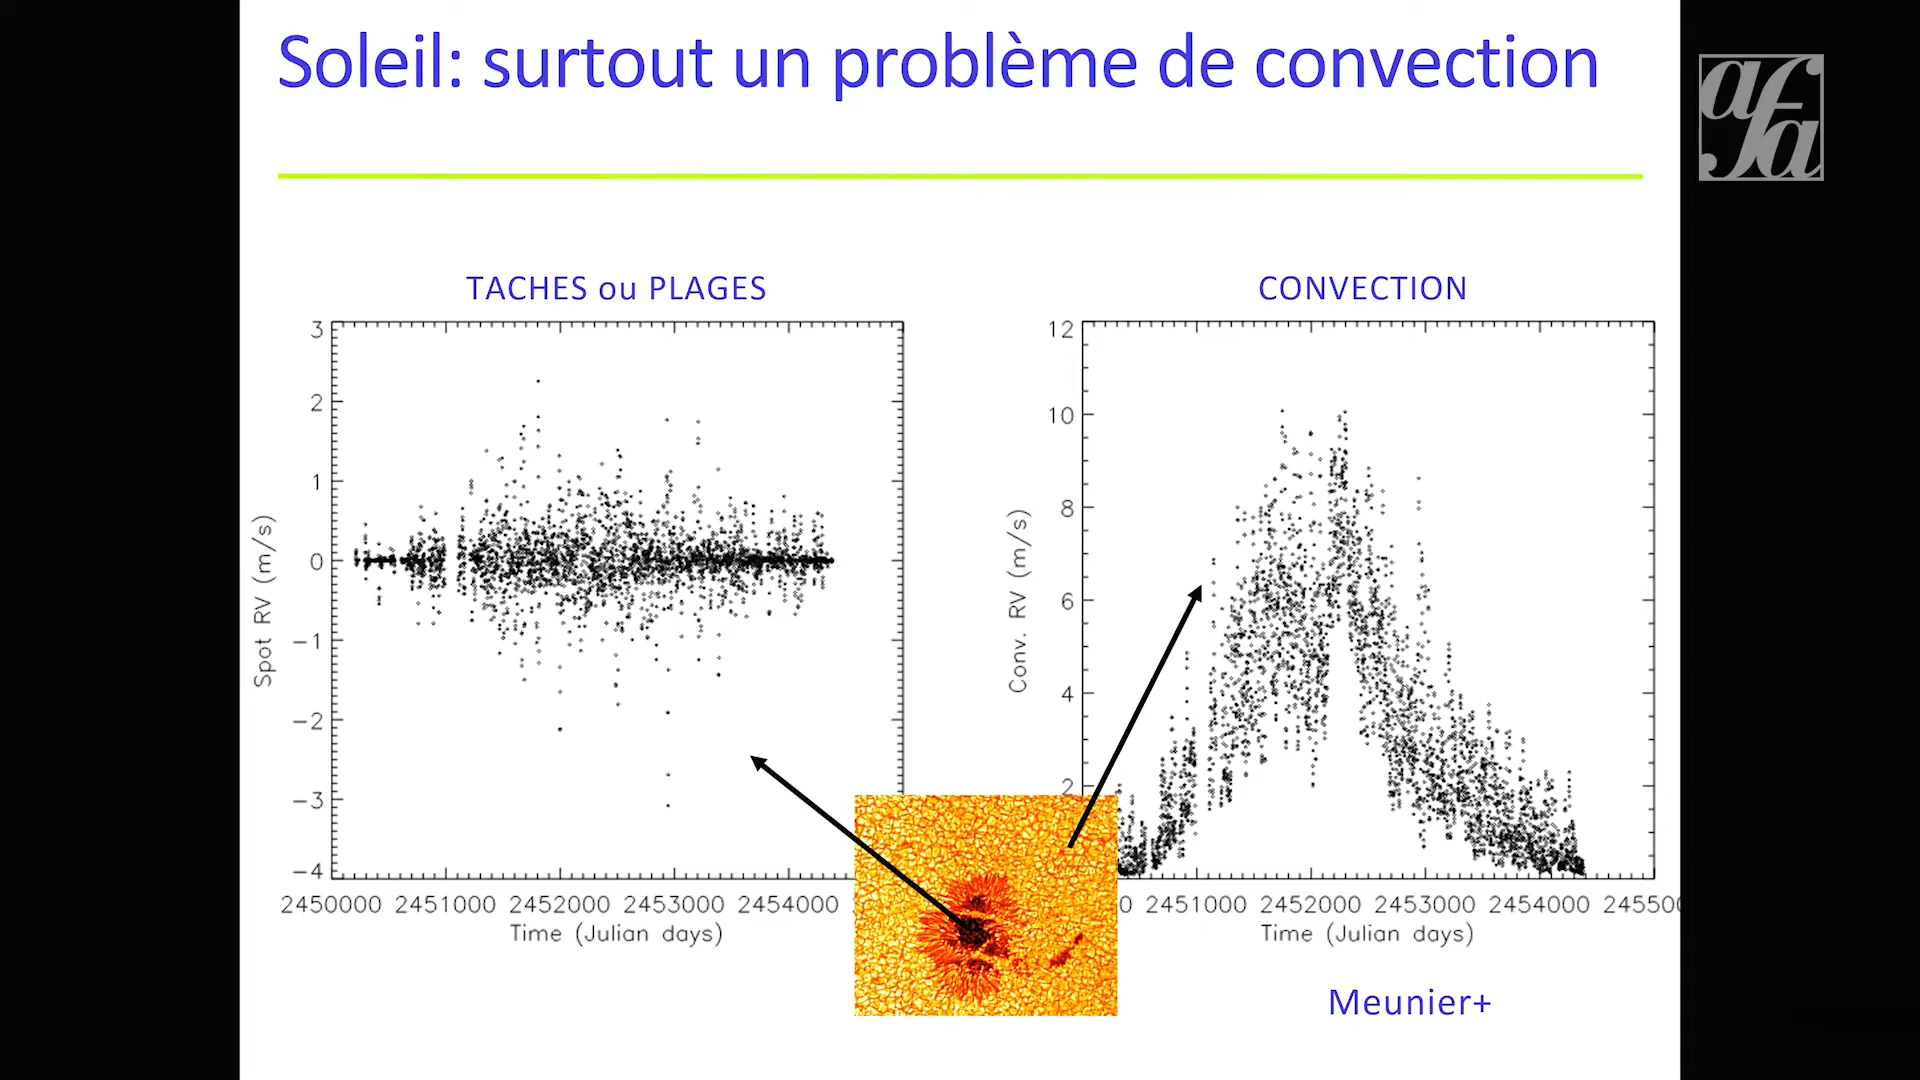 Soleil: surtout un problème de convection
afa
TACHES ou PLAGES
3
2
1
0
−1
−2
−3
−4
Spot RV (m/s)
2450000 2451000 2452000 2453000 2454000
Time (Julian days)
CONVECTION
12
10
8
6
4
2
Conv. RV (m/s)
0 2451000 2452000 2453000 2454000 245500
Time (Julian days)
Meunier+